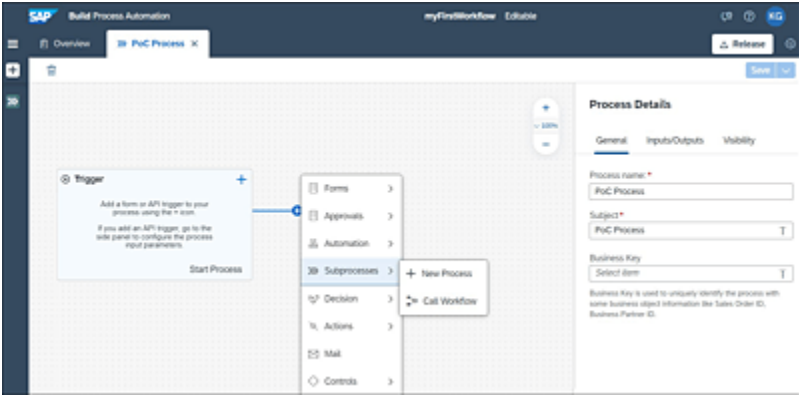 SAP Build Process Automation
myFirstWorkflow Editable
KG
Overview
PoC Process
Release
Save
100%
Trigger
Add a form or API trigger to your
process using the + icon.
If you add an API trigger, go to the
side panel to configure the process
input parameters.
Start Process
Forms
Approvals
Automation
Subprocesses
Decision
Actions
Mail
Controls
+ New Process
Call Workflow
Process Details
General Inputs/Outputs Visibility
Process name: *
PoC Process
Subject *
PoC Process
Business Key
Select item
Business Key is used to uniquely identify the process with
some business object information like Sales Order ID,
Business Partner ID.